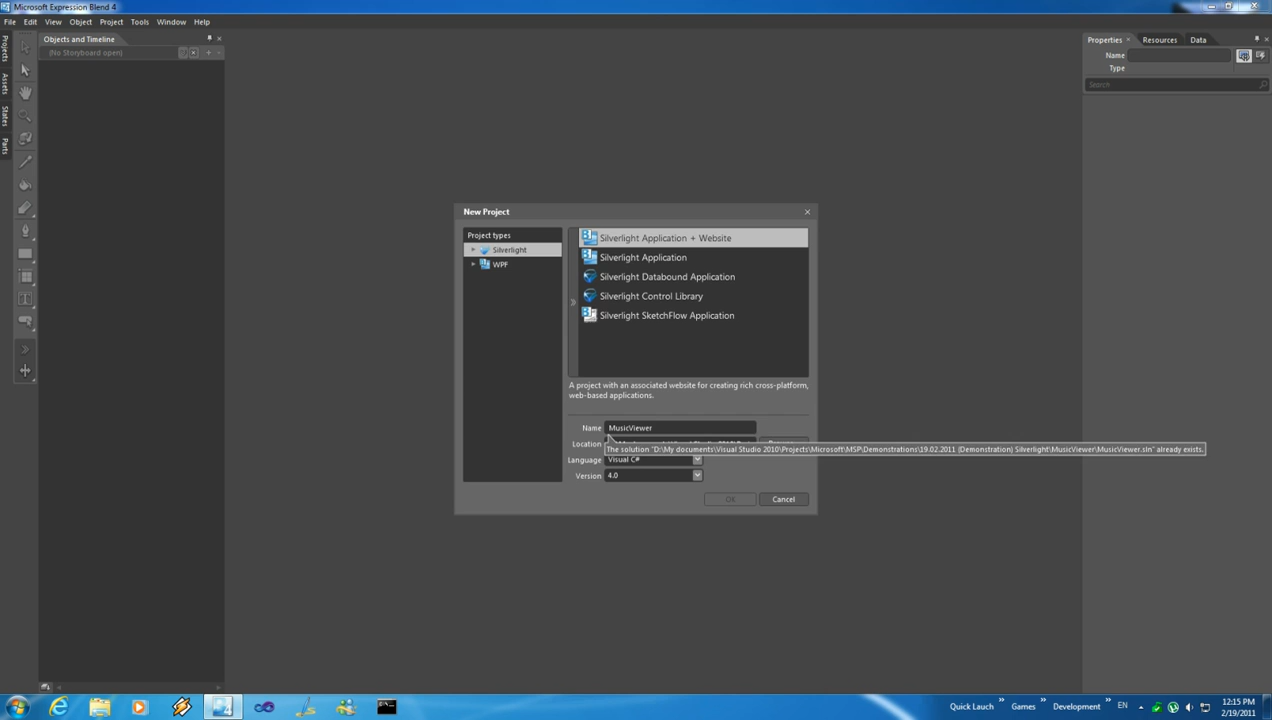 Microsoft Expression Blend 4
File Edit View Object Project Tools Window Help
Projects
Assets
States
Parts
Objects and Timeline
(No Storyboard open)
Properties Resources Data
Name
Type
Search
New Project
Project types
Silverlight
WPF
Silverlight Application + Website
Silverlight Application
Silverlight Databound Application
Silverlight Control Library
Silverlight SketchFlow Application
A project with an associated website for creating rich cross-platform,
web-based applications.
Name MusicViewer
Location
The solution "D:\My documents\Visual Studio 2010\Projects\Microsoft\MSP\Demonstrations\19.02.2011 (Demonstration) Silverlight\MusicViewer\MusicViewer.sln" already exists.
Language Visual C#
Version 4.0
OK Cancel
Quick Lauch » Games » Development » EN 12:15 PM
2/19/2011